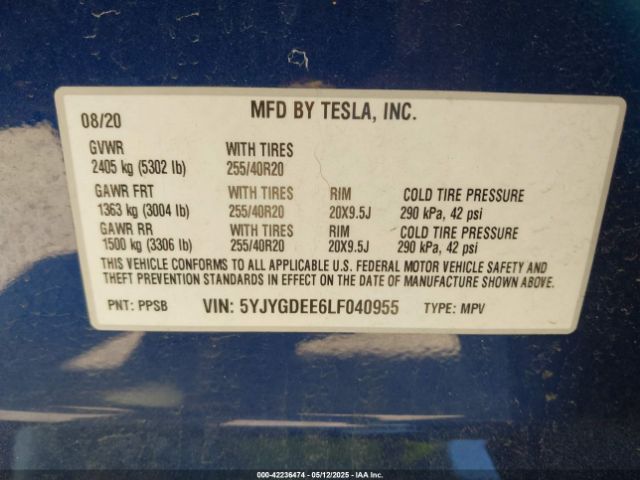 08/20 MFD BY TESLA, INC.
GVWR WITH TIRES
2405 kg (5302 lb) 255/40R20
GAWR FRT WITH TIRES RIM COLD TIRE PRESSURE
1363 kg (3004 lb) 255/40R20 20X9.5J 290 kPa, 42 psi
GAWR RR WITH TIRES RIM COLD TIRE PRESSURE
1500 kg (3306 lb) 255/40R20 20X9.5J 290 kPa, 42 psi
THIS VEHICLE CONFORMS TO ALL APPLICABLE U.S. FEDERAL MOTOR VEHICLE SAFETY AND
THEFT PREVENTION STANDARDS IN EFFECT ON THE DATE OF MANUFACTURE SHOWN ABOVE.
PNT: PPSB VIN: 5YJYGDEE6LF040955 TYPE: MPV
000-42236474 - 05/12/2025 - IAA Inc.